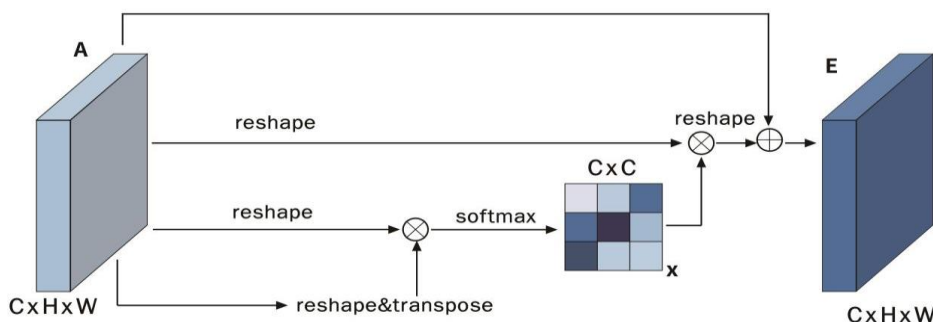 A
E
reshape
reshape
CxC
reshape
softmax
x
CxHxW
reshape&transpose
CxHxW